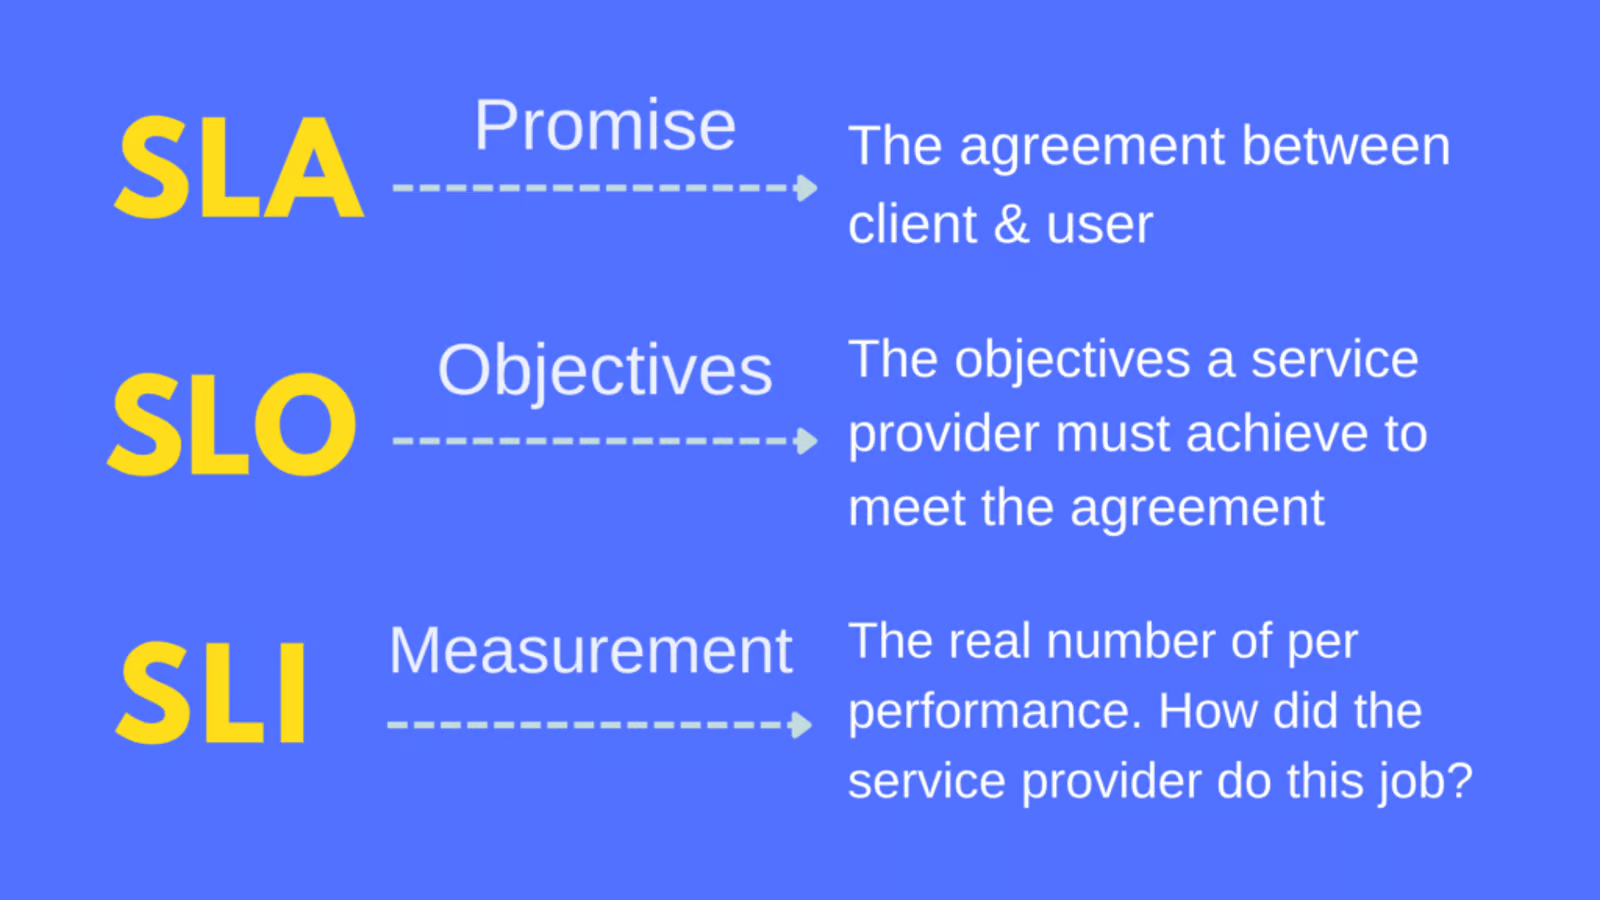 SLA
Promise
The agreement between
client & user
SLO
Objectives
The objectives a service
provider must achieve to
meet the agreement
SLI
Measurement
The real number of per
performance. How did the
service provider do this job?